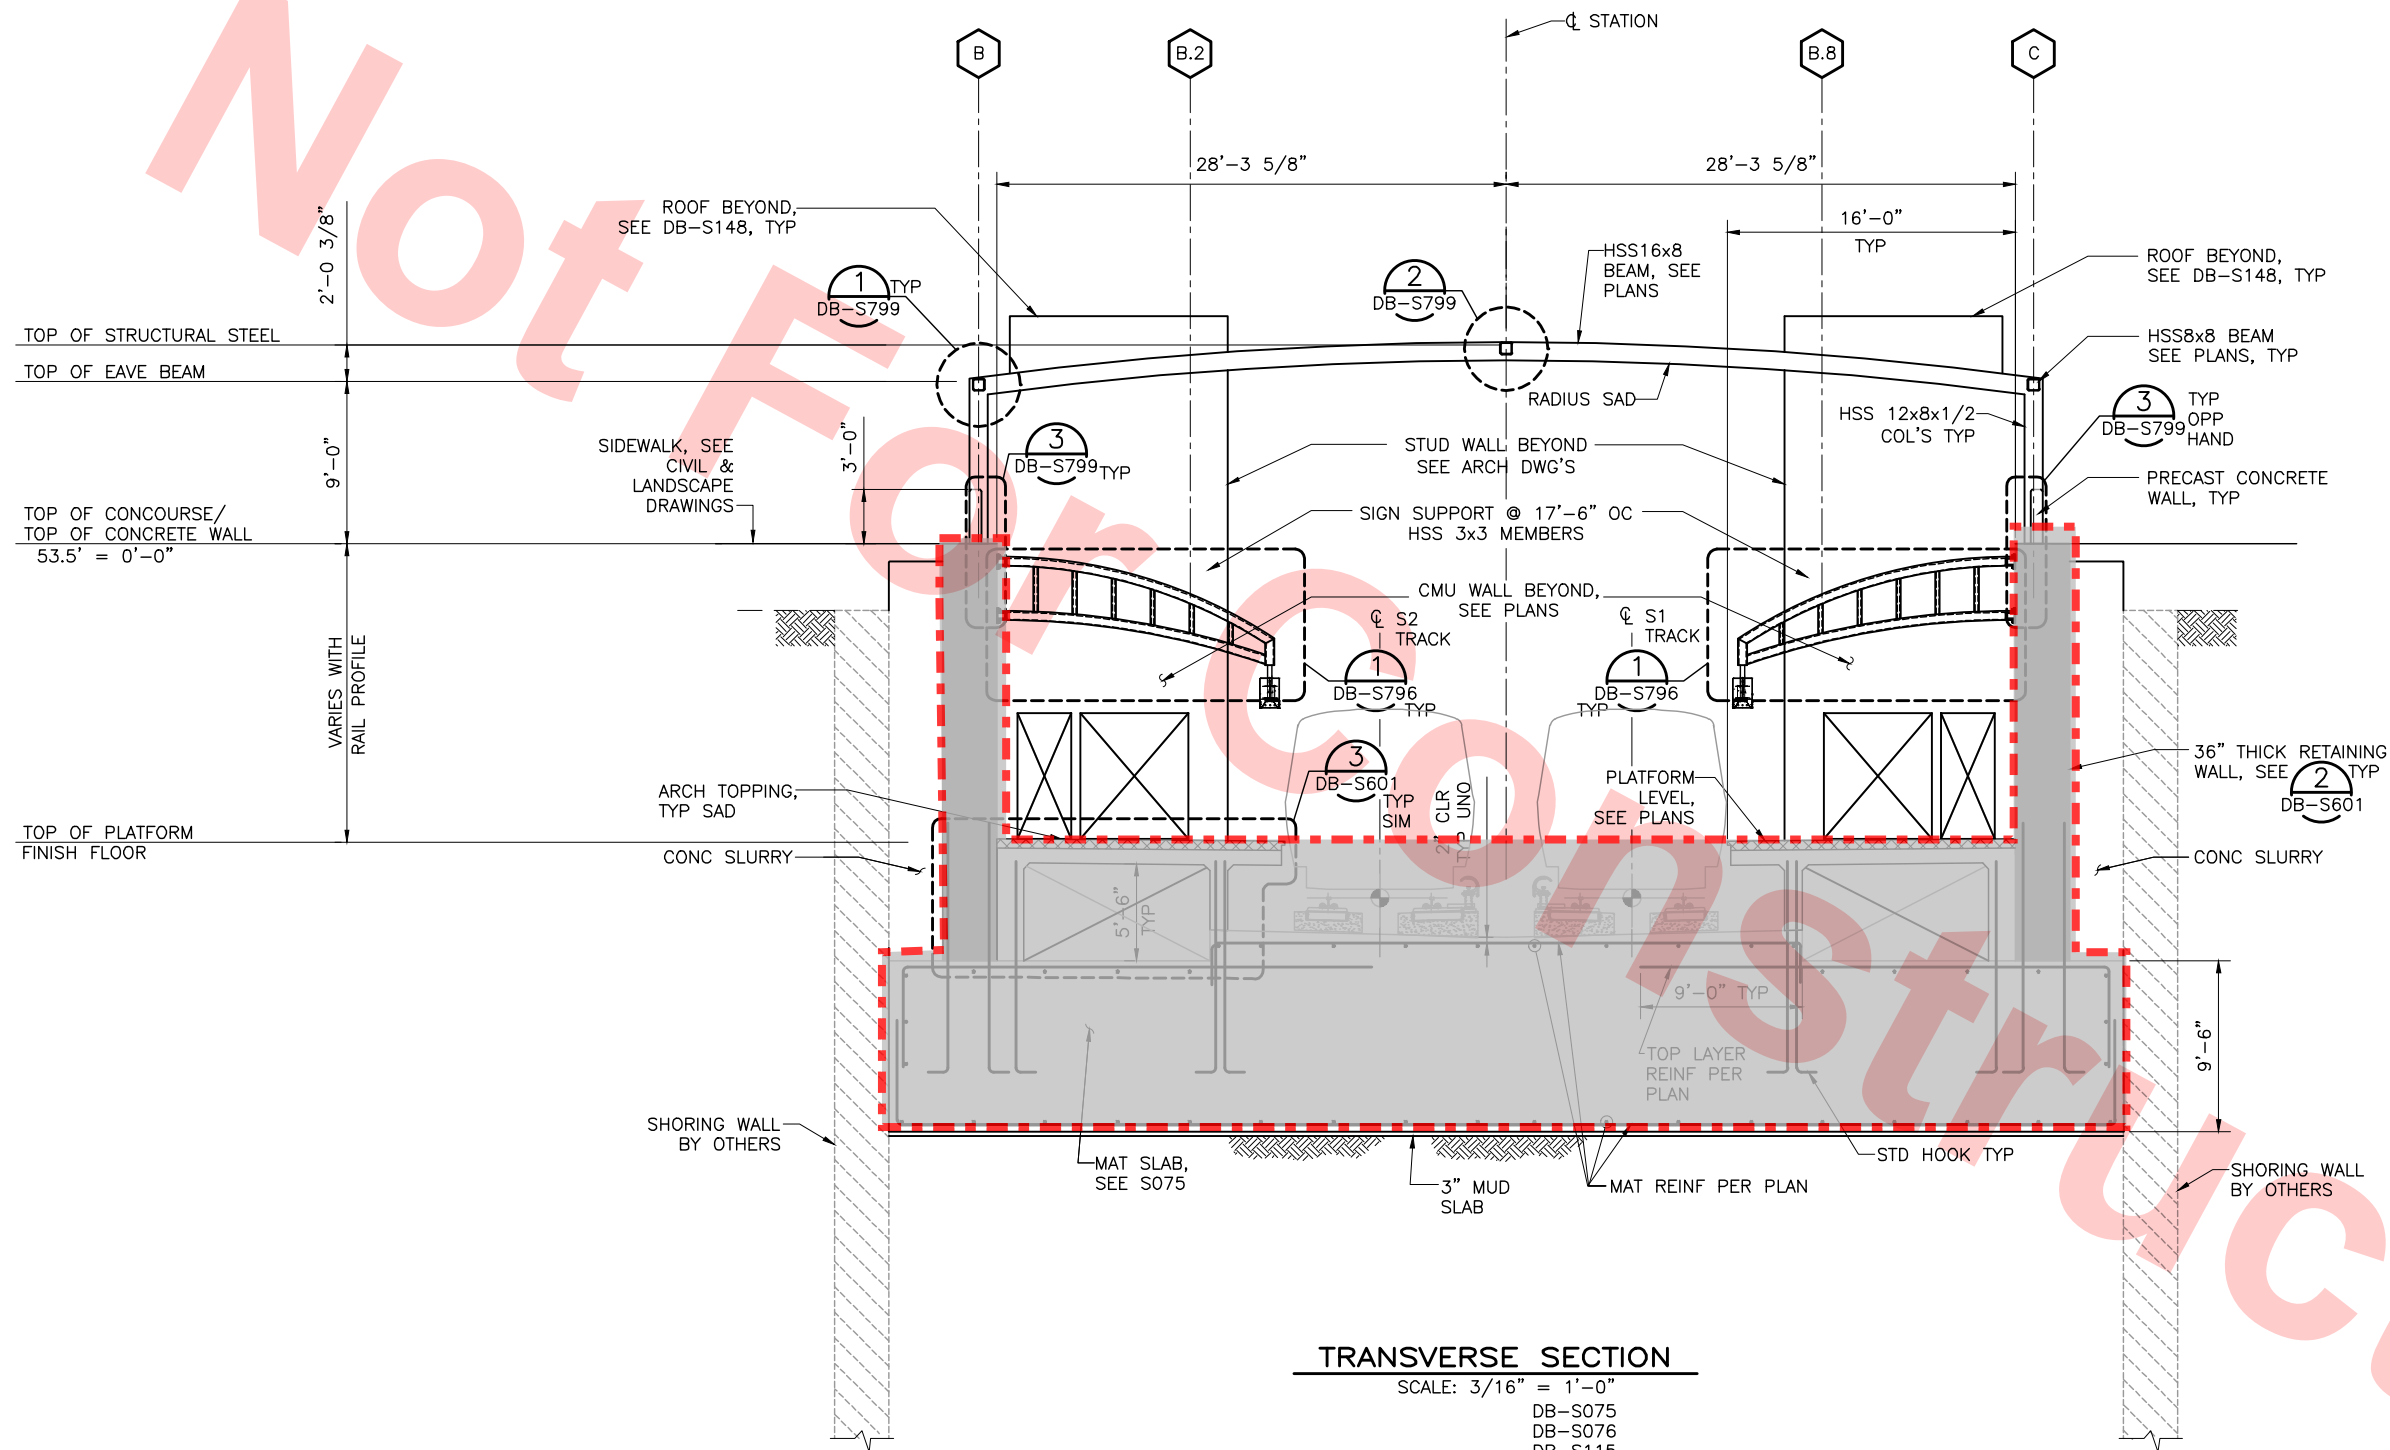 Not For Construc
B
B.2
℄ STATION
B.8
C
28'-3 5/8"
28'-3 5/8"
16'-0"
TYP
2'-0 3/8"
ROOF BEYOND,
SEE DB-S148, TYP
1
DB-S799
TYP
2
DB-S799
HSS16x8
BEAM, SEE
PLANS
ROOF BEYOND,
SEE DB-S148, TYP
TOP OF STRUCTURAL STEEL
TOP OF EAVE BEAM
HSS8x8 BEAM
SEE PLANS, TYP
RADIUS SAD
HSS 12x8x1/2
COL'S TYP
3
DB-S799
TYP
OPP
HAND
9'-0"
SIDEWALK, SEE
CIVIL &
LANDSCAPE
DRAWINGS
3'-0"
3
DB-S799
TYP
STUD WALL BEYOND
SEE ARCH DWG'S
PRECAST CONCRETE
WALL, TYP
TOP OF CONCOURSE/
TOP OF CONCRETE WALL
53.5' = 0'-0"
SIGN SUPPORT @ 17'-6" OC
HSS 3x3 MEMBERS
CMU WALL BEYOND,
SEE PLANS
℄ S2
TRACK
℄ S1
TRACK
1
DB-S796
TYP
1
DB-S796
TYP
VARIES WITH
RAIL PROFILE
3
DB-S601
TYP
SIM
2" CLR
TYP UNO
PLATFORM
LEVEL,
SEE PLANS
36" THICK RETAINING
WALL, SEE
2
DB-S601
TYP
ARCH TOPPING,
TYP SAD
TOP OF PLATFORM
FINISH FLOOR
CONC SLURRY
CONC SLURRY
5'-6"
TYP
9'-0" TYP
TOP LAYER
REINF PER
PLAN
9'-6"
SHORING WALL
BY OTHERS
MAT SLAB,
SEE S075
3" MUD
SLAB
MAT REINF PER PLAN
STD HOOK TYP
SHORING WALL
BY OTHERS
TRANSVERSE SECTION
SCALE: 3/16" = 1'-0"
DB-S075
DB-S076
DB-S115